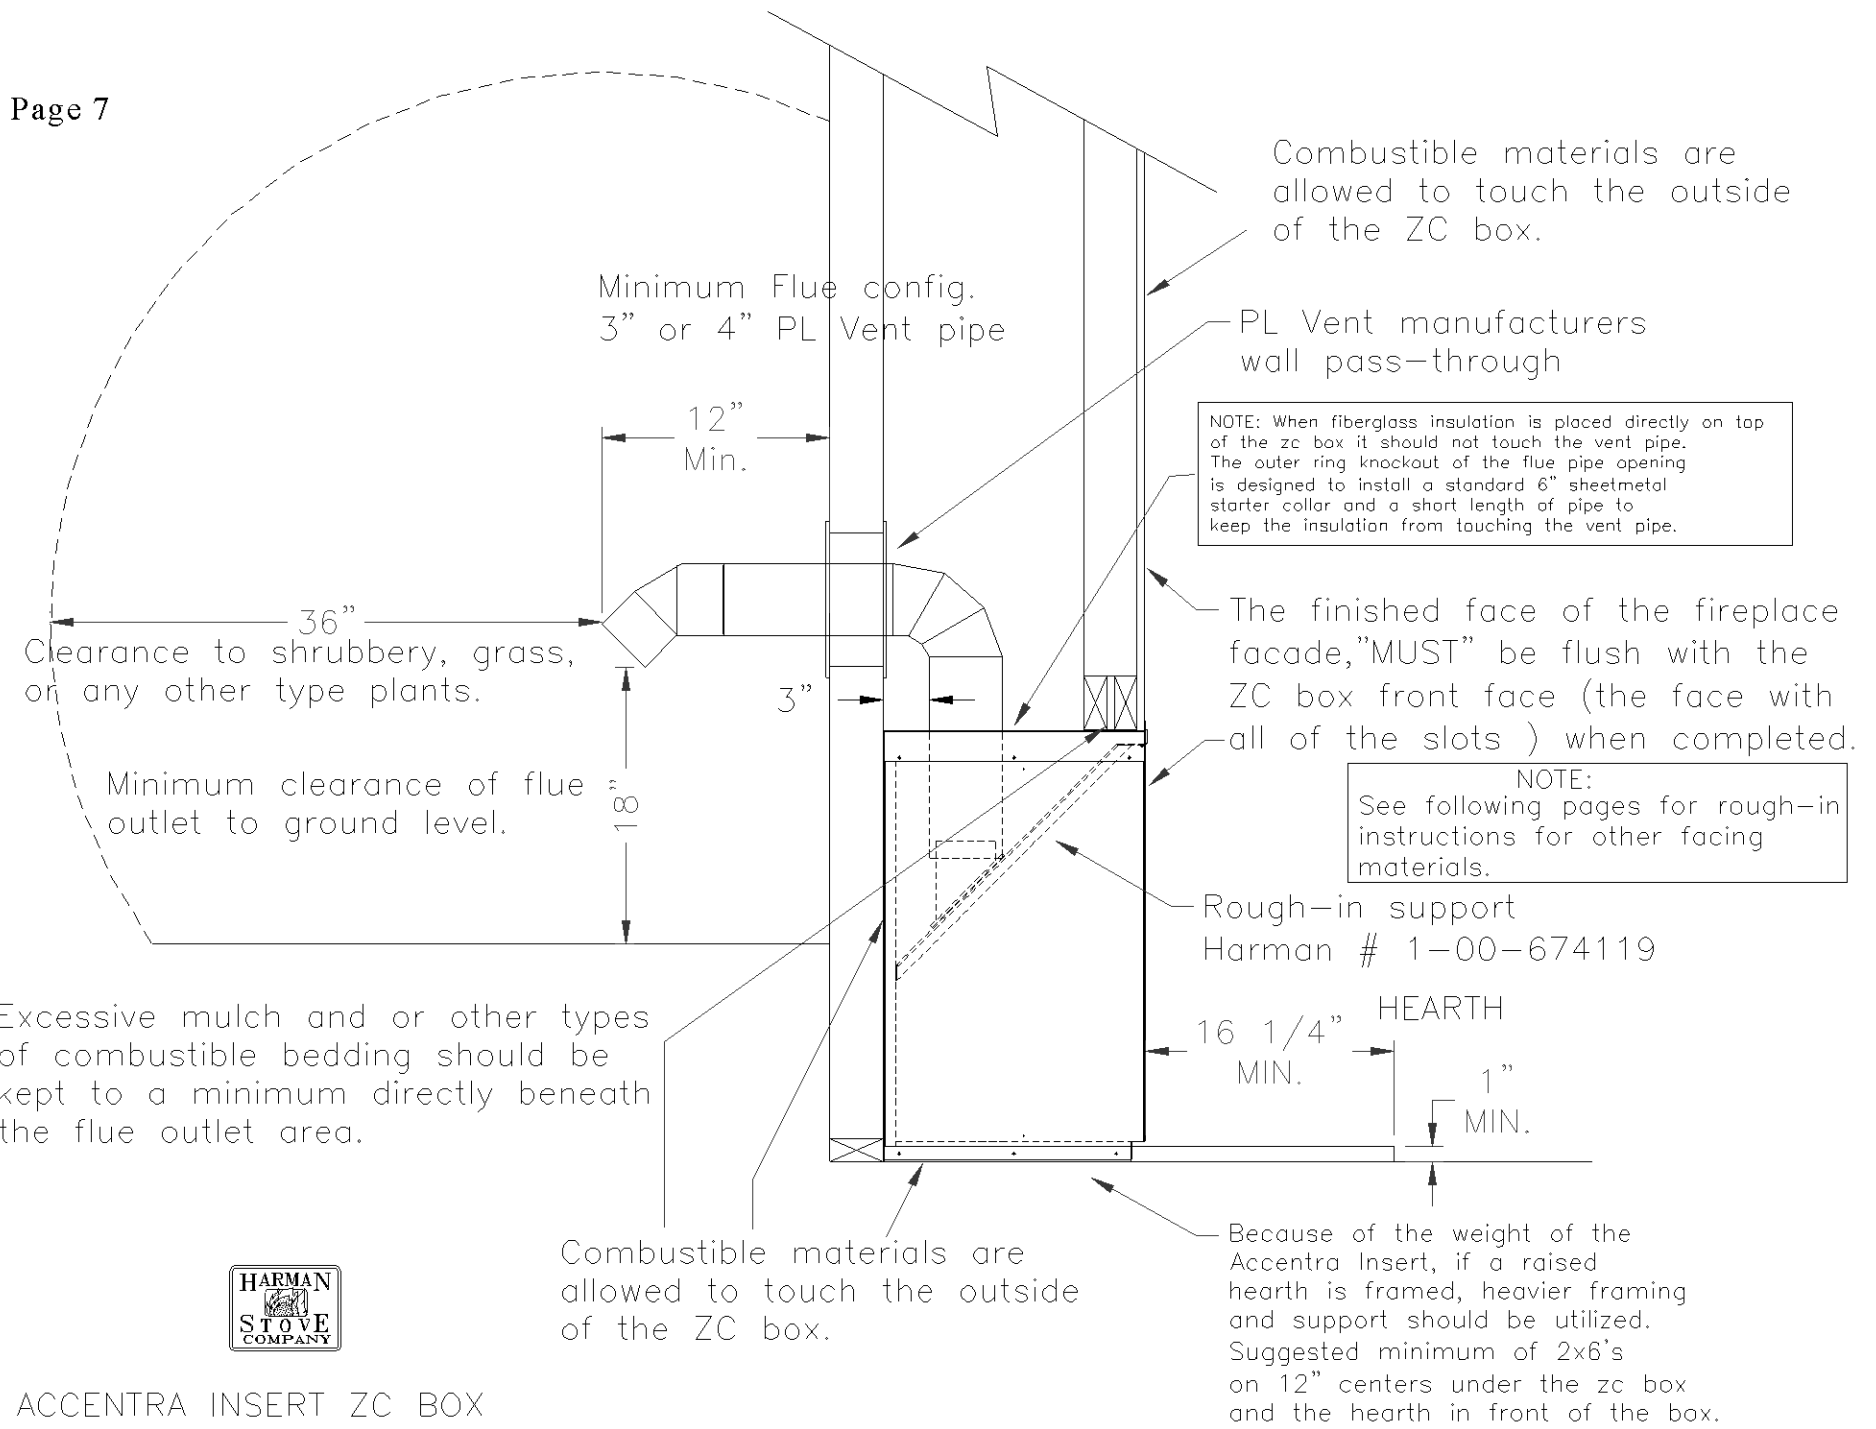 Page 7
Combustible materials are
allowed to touch the outside
of the ZC box.
Minimum Flue config.
3" or 4" PL Vent pipe
PL Vent manufacturers
wall pass-through
12"
Min.
NOTE: When fiberglass insulation is placed directly on top
of the zc box it should not touch the vent pipe.
The outer ring knockout of the flue pipe opening
is designed to install a standard 6" sheetmetal
starter collar and a short length of pipe to
keep the insulation from touching the vent pipe.
36"
Clearance to shrubbery, grass,
or any other type plants.
3"
The finished face of the fireplace
facade,"MUST" be flush with the
ZC box front face (the face with
all of the slots ) when completed.
Minimum clearance of flue
outlet to ground level.
18"
NOTE:
See following pages for rough-in
instructions for other facing
materials.
Rough-in support
Harman # 1-00-674119
Excessive mulch and or other types
of combustible bedding should be
kept to a minimum directly beneath
the flue outlet area.
HEARTH
16 1/4"
MIN.
1"
MIN.
Combustible materials are
allowed to touch the outside
of the ZC box.
Because of the weight of the
Accentra Insert, if a raised
hearth is framed, heavier framing
and support should be utilized.
Suggested minimum of 2x6's
on 12" centers under the zc box
and the hearth in front of the box.
HARMAN
STOVE
COMPANY
ACCENTRA INSERT ZC BOX